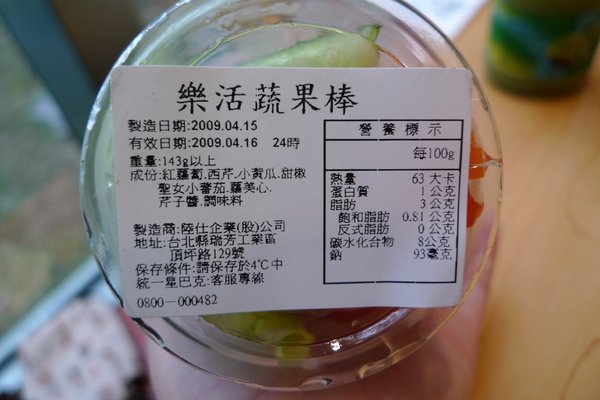 樂活蔬果棒
製造日期:2009.04.15
有效日期:2009.04.16 24時
重量:143g以上
成份:紅蘿蔔.西芹.小黃瓜.甜椒
聖女小番茄.蘿美心.
芹子醬.調味料
製造商:陸仕企業(股)公司
地址:台北縣瑞芳工業區
頂坪路129號
保存條件:請保存於4℃中
統一星巴克:客服專線
0800-000482
營養標示
每100g
熱量 63 大卡
蛋白質 1 公克
脂肪 3 公克
飽和脂肪 0.81 公克
反式脂肪 0 公克
碳水化合物 8公克
鈉 93毫克